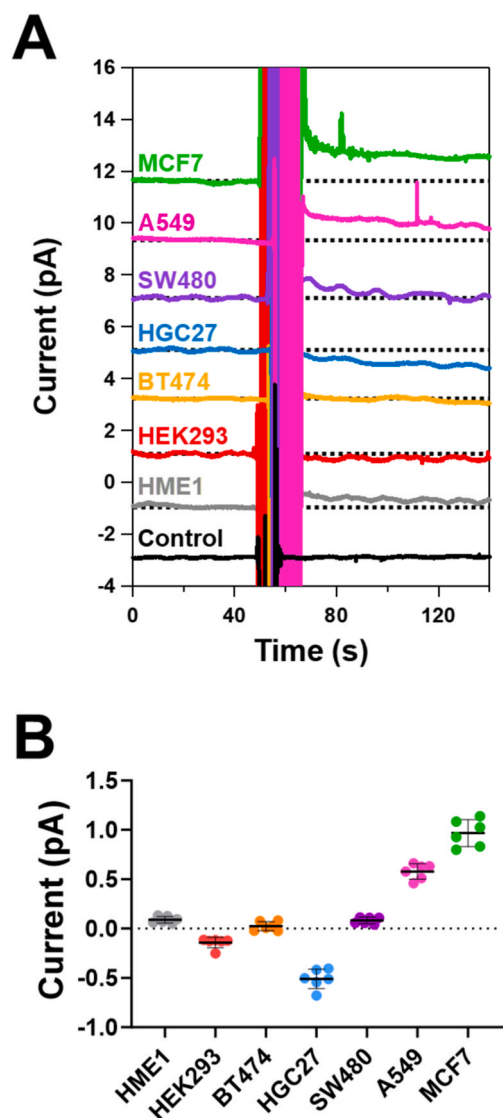 A
16
14
12
10
8
6
4
2
0
-2
-4
Current (pA)
MCF7
A549
SW480
HGC27
BT474
HEK293
HME1
Control
0 40 80 120
Time (s)
B
1.5
1.0
0.5
0.0
-0.5
-1.0
Current (pA)
HME1 HEK293 BT474 HGC27 SW480 A549 MCF7